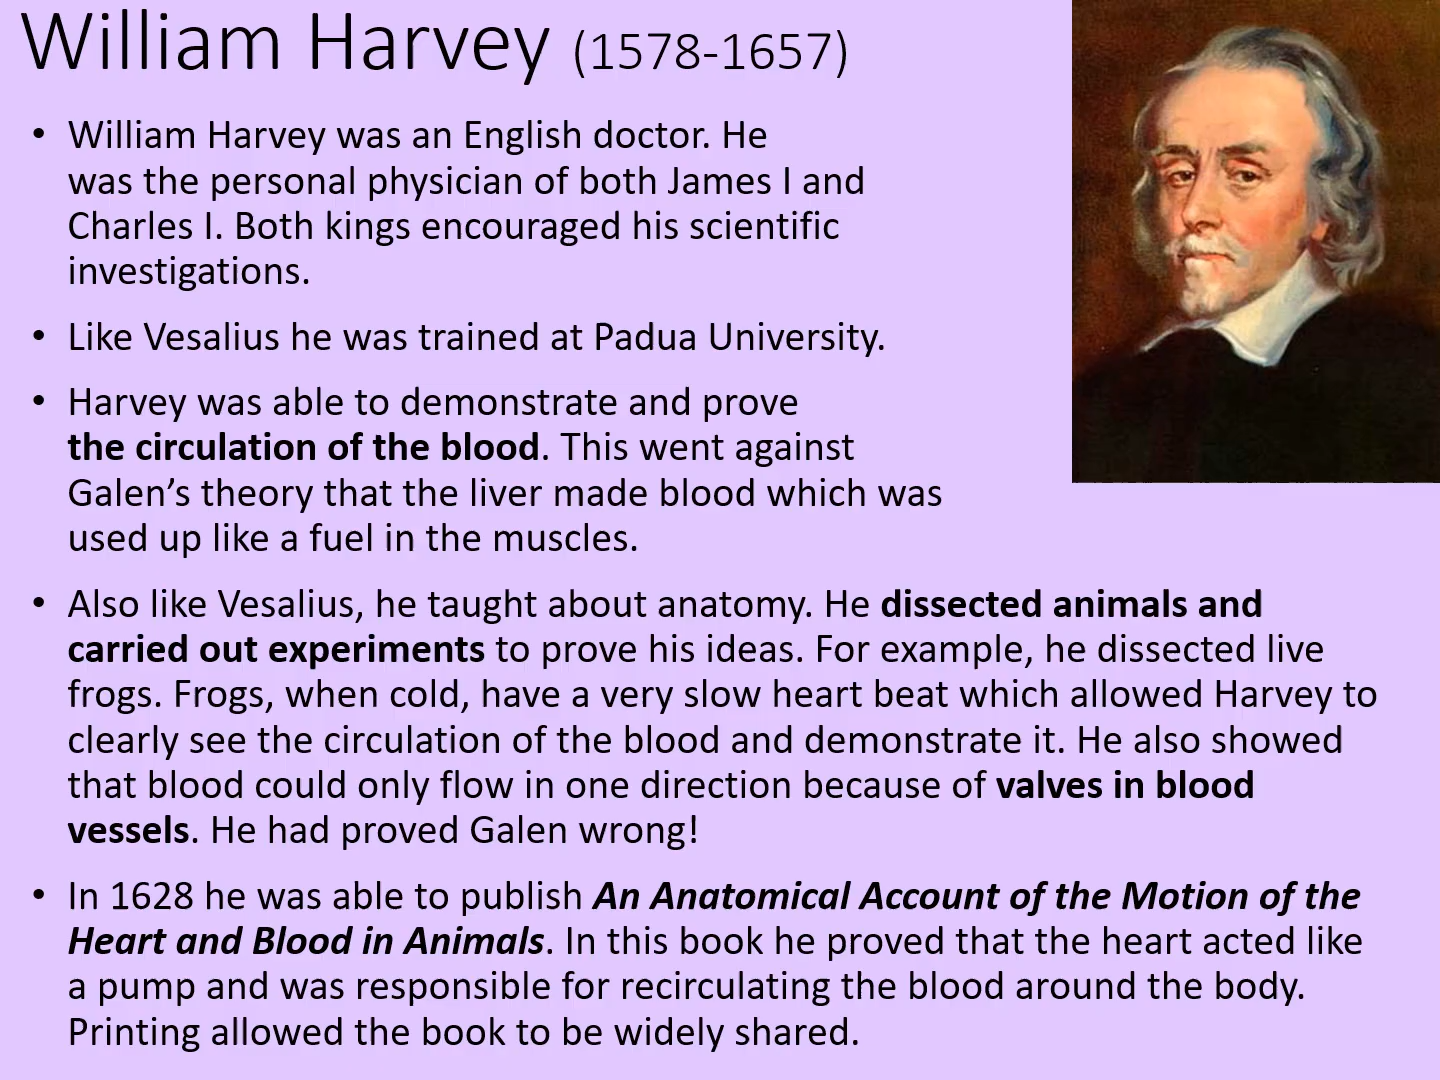 William Harvey (1578-1657)
• William Harvey was an English doctor. He
was the personal physician of both James I and
Charles I. Both kings encouraged his scientific
investigations.
• Like Vesalius he was trained at Padua University.
• Harvey was able to demonstrate and prove
the circulation of the blood. This went against
Galen’s theory that the liver made blood which was
used up like a fuel in the muscles.
• Also like Vesalius, he taught about anatomy. He dissected animals and
carried out experiments to prove his ideas. For example, he dissected live
frogs. Frogs, when cold, have a very slow heart beat which allowed Harvey to
clearly see the circulation of the blood and demonstrate it. He also showed
that blood could only flow in one direction because of valves in blood
vessels. He had proved Galen wrong!
• In 1628 he was able to publish An Anatomical Account of the Motion of the
Heart and Blood in Animals. In this book he proved that the heart acted like
a pump and was responsible for recirculating the blood around the body.
Printing allowed the book to be widely shared.